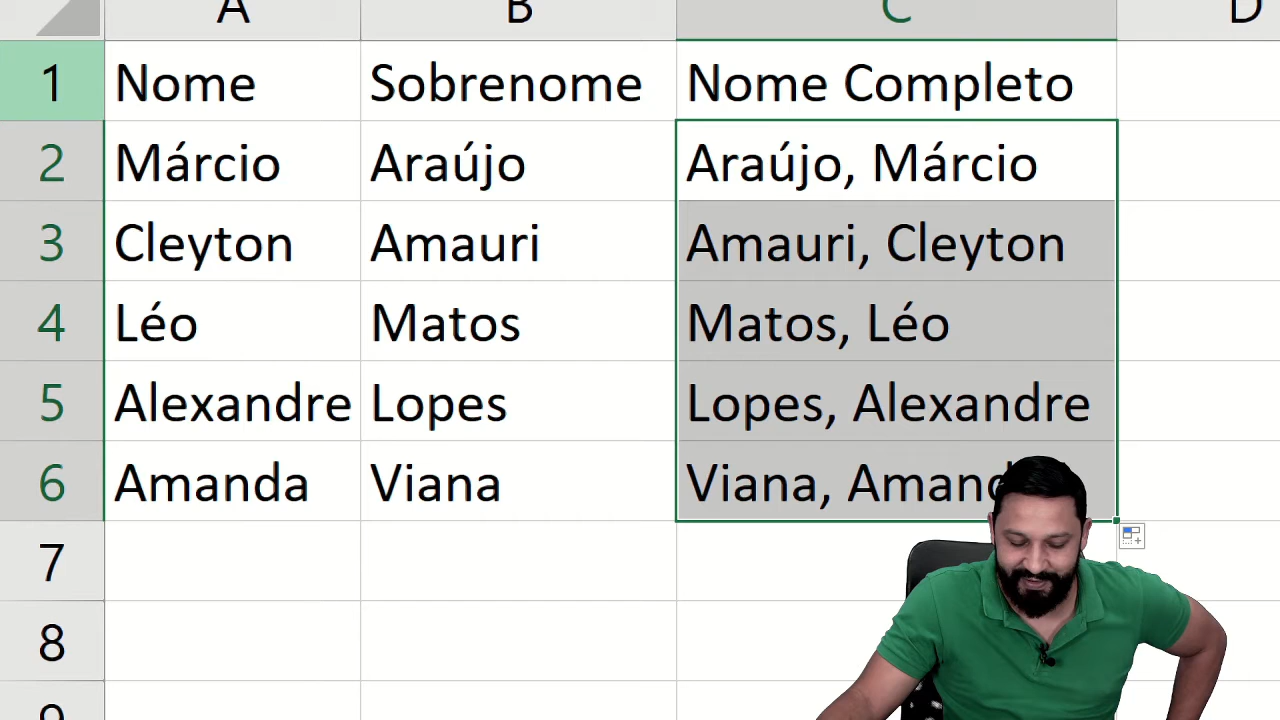 A B C D
1 Nome Sobrenome Nome Completo
2 Márcio Araújo Araújo, Márcio
3 Cleyton Amauri Amauri, Cleyton
4 Léo Matos Matos, Léo
5 Alexandre Lopes Lopes, Alexandre
6 Amanda Viana Viana,
7
8
9